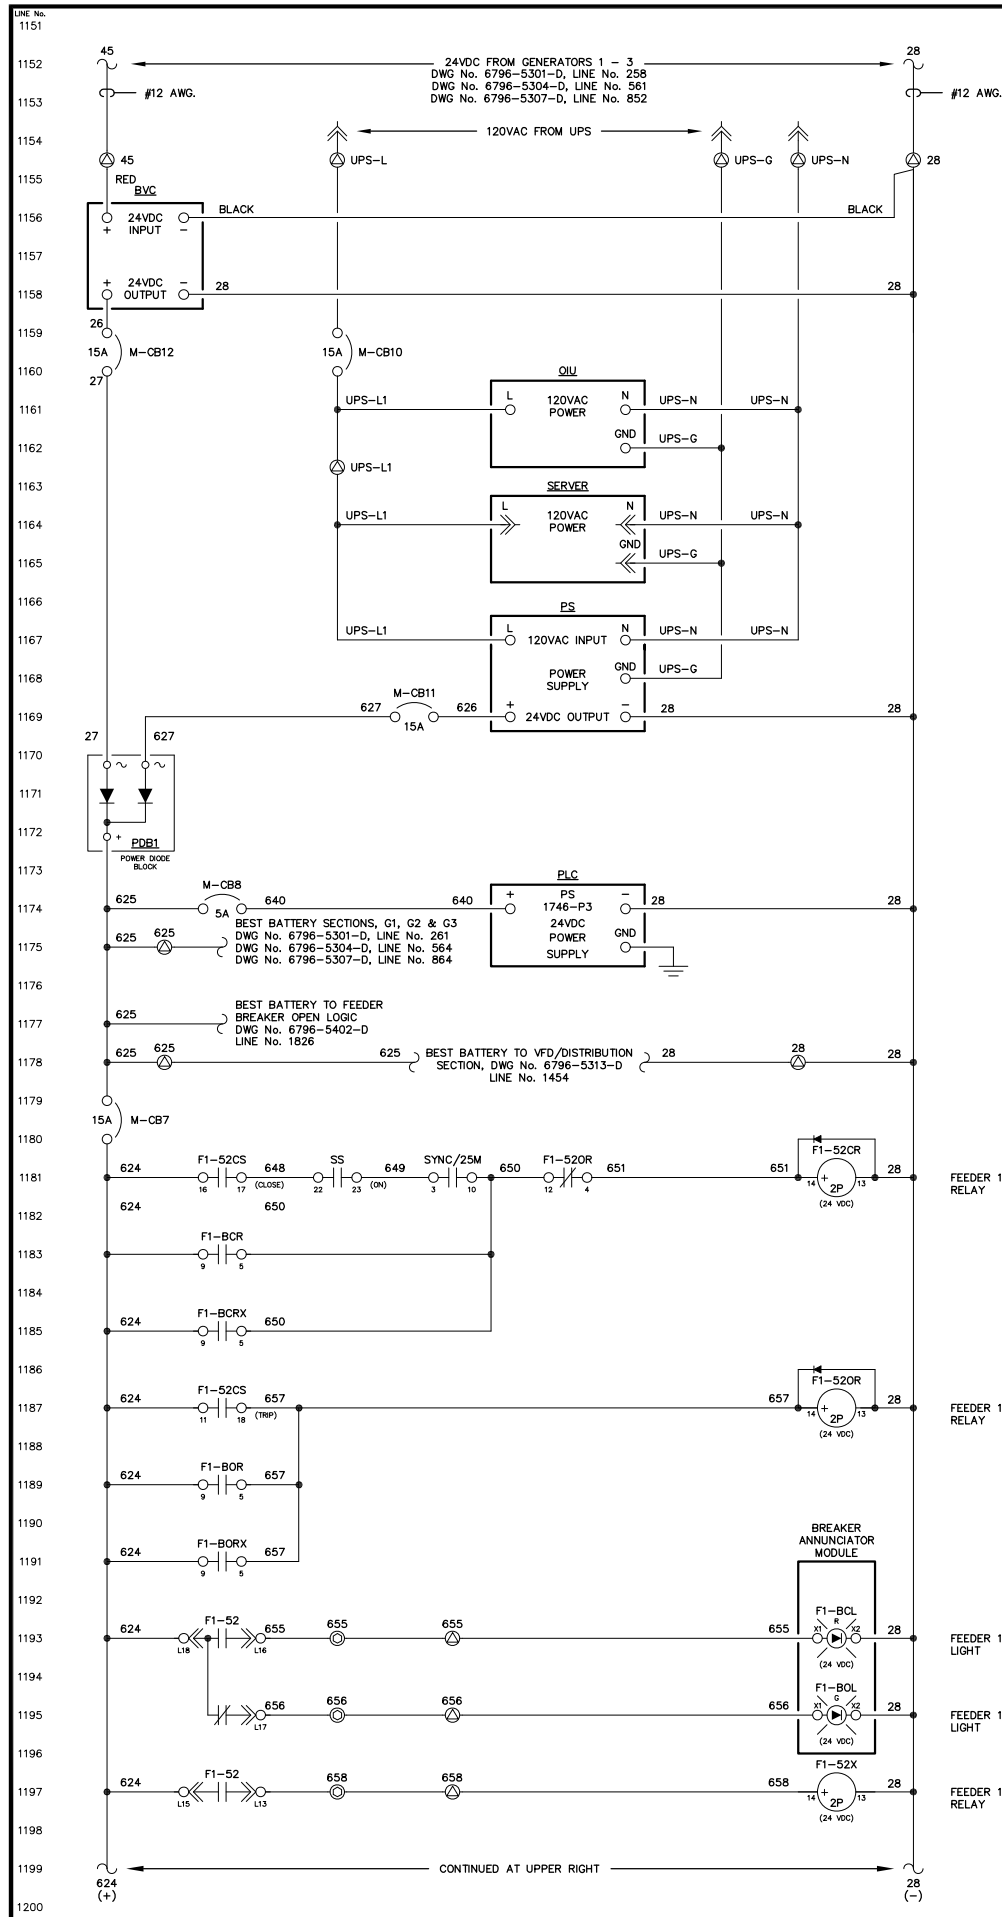 LINE No.
1151
45
28
1152
24VDC FROM GENERATORS 1 – 3
DWG No. 6796–5301–D, LINE No. 258
DWG No. 6796–5304–D, LINE No. 561
DWG No. 6796–5307–D, LINE No. 852
#12 AWG.
#12 AWG.
1153
1154
120VAC FROM UPS
45
UPS–L
UPS–G
UPS–N
28
1155
RED
BVC
BLACK
BLACK
1156
24VDC
INPUT
+
–
1157
1158
+
24VDC
OUTPUT
–
28
28
26
1159
15A
M–CB12
15A
M–CB10
1160
27
OIU
1161
UPS–L1
L
120VAC
POWER
N
UPS–N
UPS–N
1162
GND
UPS–G
UPS–L1
1163
SERVER
1164
UPS–L1
L
120VAC
POWER
N
UPS–N
UPS–N
1165
GND
UPS–G
1166
PS
1167
UPS–L1
L
120VAC INPUT
N
UPS–N
UPS–N
1168
POWER
SUPPLY
GND
UPS–G
M–CB11
1169
627
15A
626
+
24VDC OUTPUT
–
28
28
27
627
1170
1171
1172
+
PDB1
POWER DIODE
BLOCK
1173
PLC
M–CB8
1174
625
5A
640
640
+
PS
1746–P3
24VDC
POWER
SUPPLY
–
28
28
GND
1175
625
625
BEST BATTERY SECTIONS, G1, G2 & G3
DWG No. 6796–5301–D, LINE No. 261
DWG No. 6796–5304–D, LINE No. 564
DWG No. 6796–5307–D, LINE No. 864
1176
1177
625
BEST BATTERY TO FEEDER
BREAKER OPEN LOGIC
DWG No. 6796–5402–D
LINE No. 1826
1178
625
625
625
BEST BATTERY TO VFD/DISTRIBUTION
SECTION, DWG No. 6796–5313–D
LINE No. 1454
28
28
28
1179
15A
M–CB7
1180
1181
624
F1–52CS
16
17
648
(CLOSE)
SS
22
23
649
(ON)
SYNC/25M
3
10
650
F1–52OR
12
4
651
651
F1–52CR
14
+
2P
13
(24 VDC)
28
FEEDER 1
RELAY
1182
624
650
1183
F1–BCR
9
5
1184
1185
624
F1–BCRX
9
5
650
1186
1187
624
F1–52CS
11
18
657
(TRIP)
657
F1–52OR
14
+
2P
13
(24 VDC)
28
FEEDER 1
RELAY
1188
1189
624
F1–BOR
9
5
657
1190
1191
624
F1–BORX
9
5
657
BREAKER
ANNUNCIATOR
MODULE
1192
1193
624
L18
F1–52
L16
655
655
655
655
F1–BCL
R
X1
X2
(24 VDC)
28
FEEDER 1
LIGHT
1194
1195
L17
656
656
656
656
F1–BOL
G
X1
X2
(24 VDC)
28
FEEDER 1
LIGHT
1196
1197
624
L15
F1–52
L13
658
658
658
F1–52X
14
+
2P
13
(24 VDC)
28
FEEDER 1
RELAY
1198
1199
CONTINUED AT UPPER RIGHT
624
(+)
28
(–)
1200